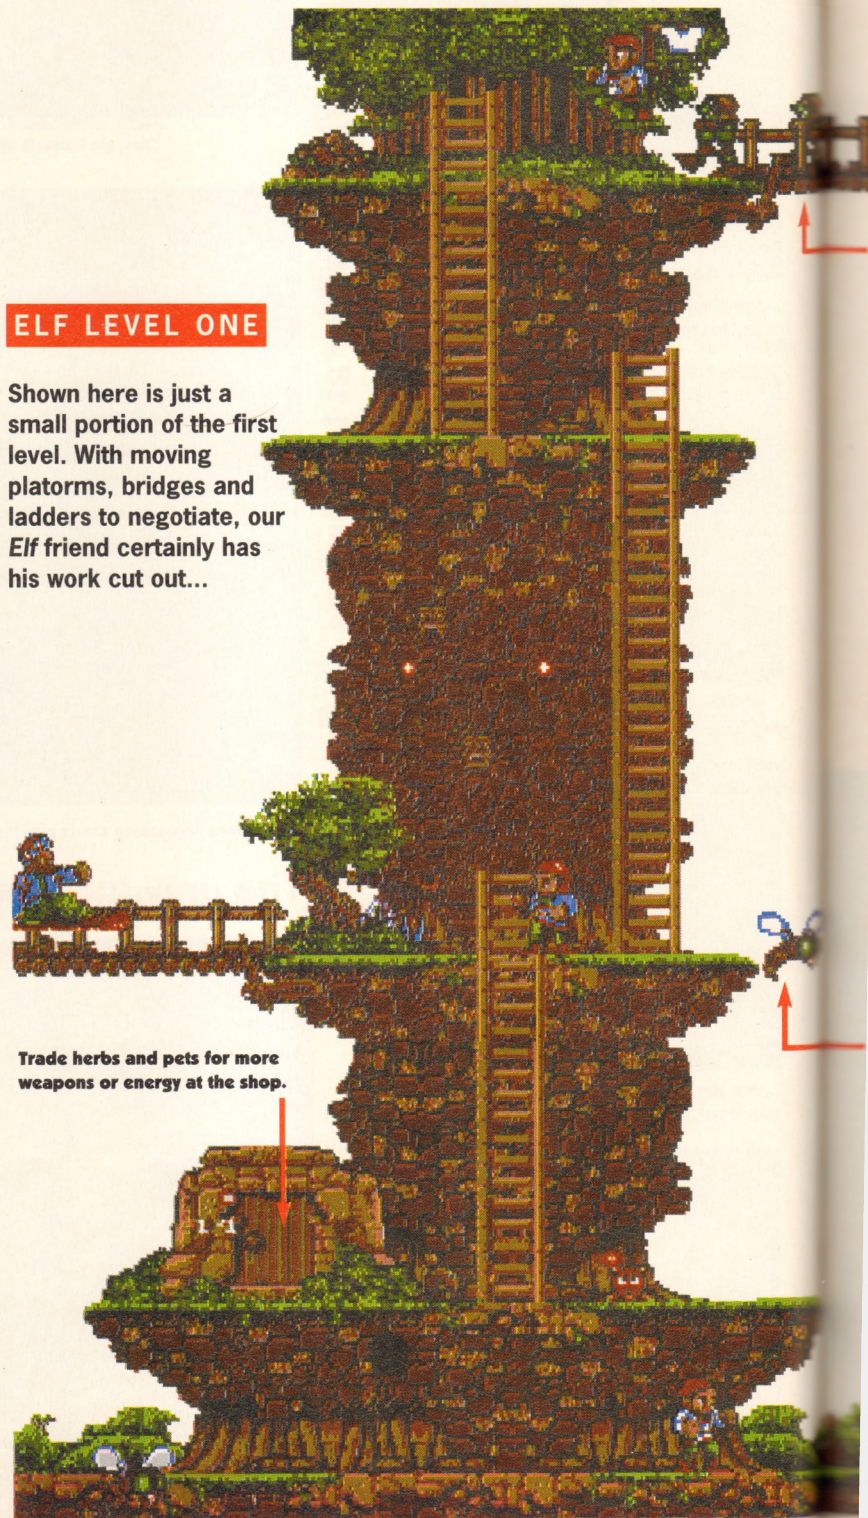 ELF LEVEL ONE
Shown here is just a
small portion of the first
level. With moving
platorms, bridges and
ladders to negotiate, our
Elf friend certainly has
his work cut out...
Trade herbs and pets for more
weapons or energy at the shop.